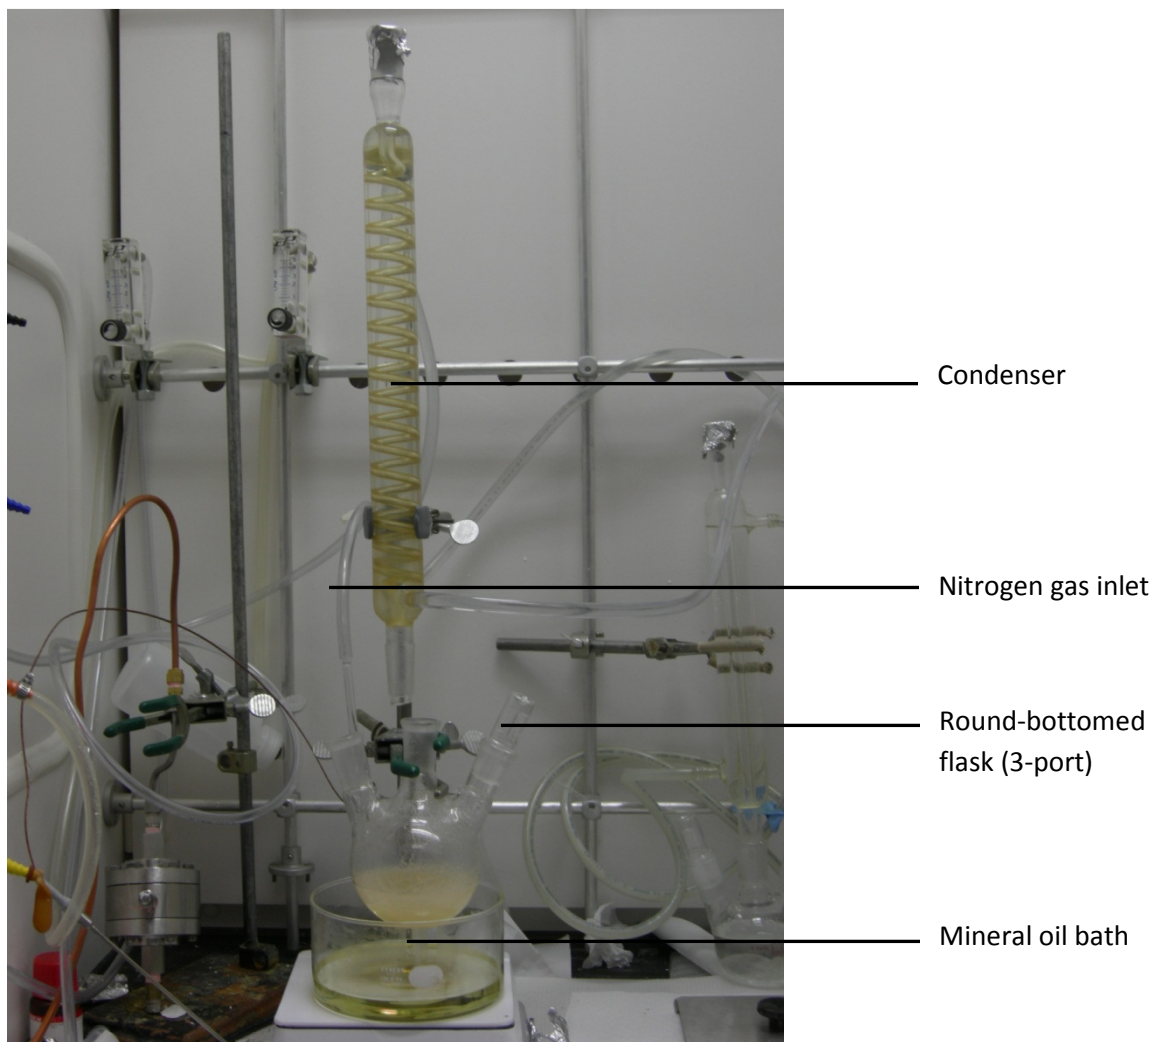 Condenser
Nitrogen gas inlet
Round-bottomed
flask (3-port)
Mineral oil bath